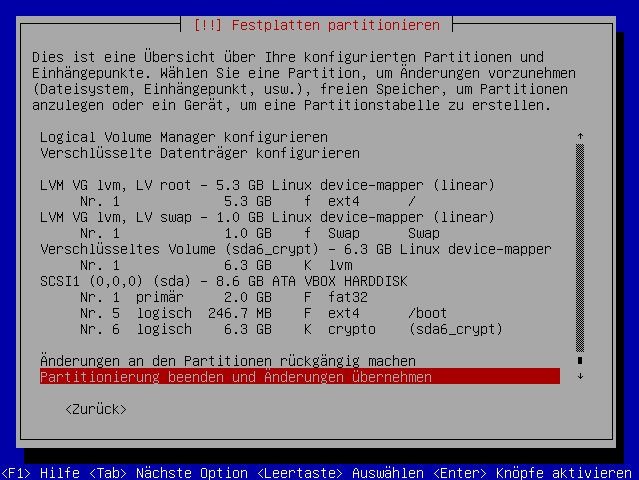 [!!] Festplatten partitionieren
Dies ist eine Übersicht über Ihre konfigurierten Partitionen und
Einhängepunkte. Wählen Sie eine Partition, um Änderungen vorzunehmen
(Dateisystem, Einhängepunkt, usw.), freien Speicher, um Partitionen
anzulegen oder ein Gerät, um eine Partitionstabelle zu erstellen.
Logical Volume Manager konfigurieren
Verschlüsselte Datenträger konfigurieren
LVM VG lvm, LV root – 5.3 GB Linux device-mapper (linear)
Nr. 1 5.3 GB f ext4 /
LVM VG lvm, LV swap – 1.0 GB Linux device-mapper (linear)
Nr. 1 1.0 GB f Swap Swap
Verschlüsseltes Volume (sda6_crypt) – 6.3 GB Linux device-mapper
Nr. 1 6.3 GB K lvm
SCSI1 (0,0,0) (sda) – 8.6 GB ATA VBOX HARDDISK
Nr. 1 primär 2.0 GB F fat32
Nr. 5 logisch 246.7 MB F ext4 /boot
Nr. 6 logisch 6.3 GB K crypto (sda6_crypt)
Änderungen an den Partitionen rückgängig machen
Partitionierung beenden und Änderungen übernehmen
<Zurück>
<F1> Hilfe <Tab> Nächste Option <Leertaste> Auswählen <Enter> Knöpfe aktivieren